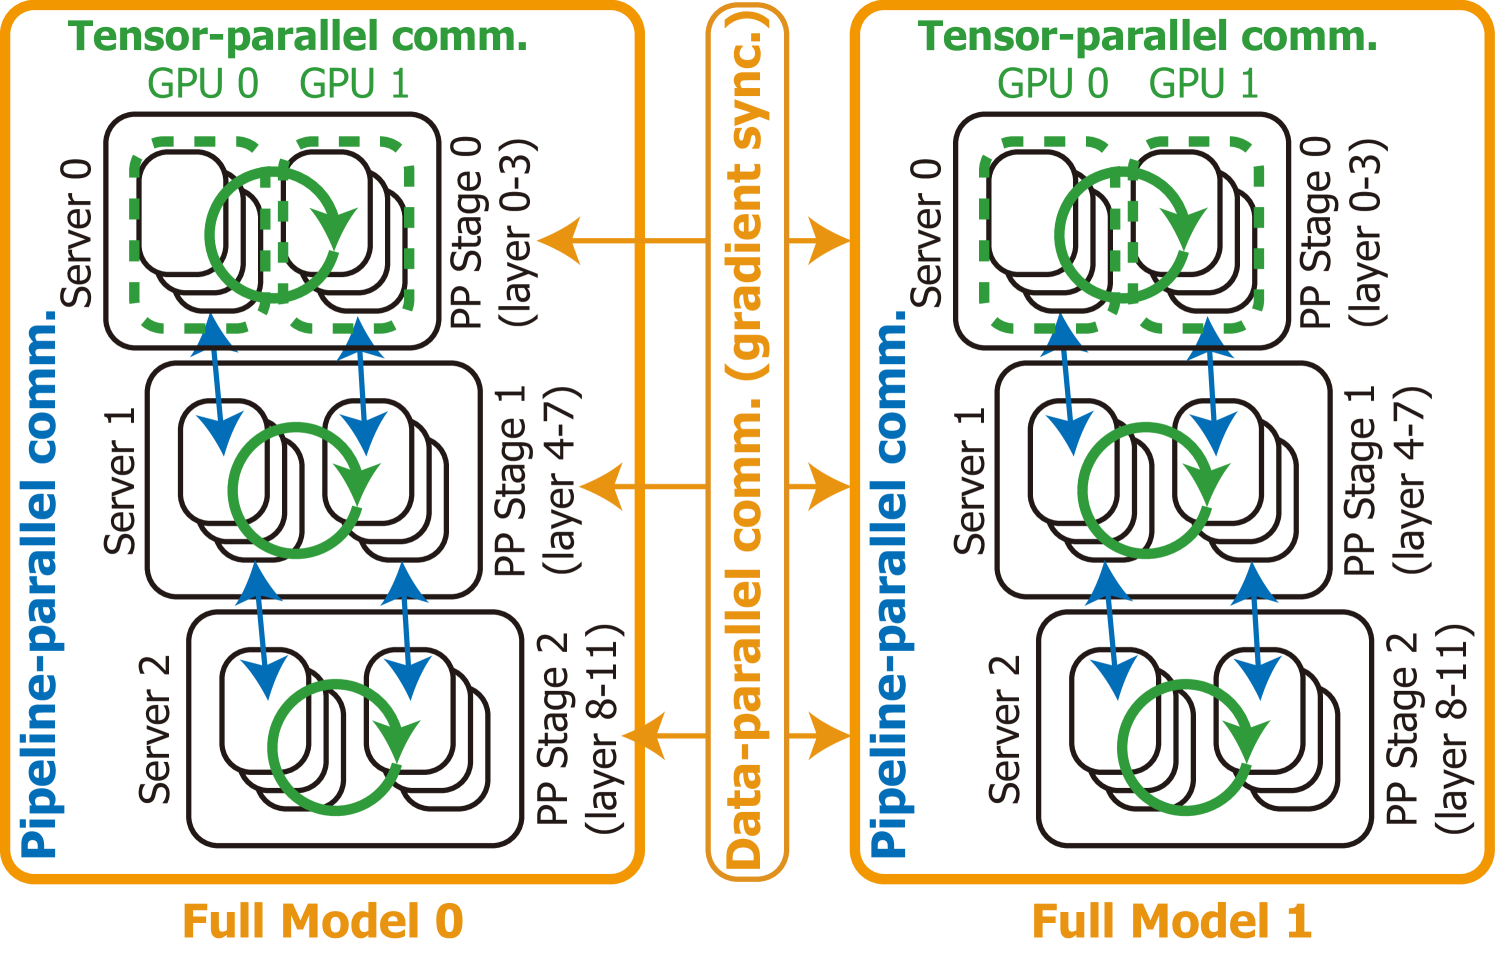 Tensor-parallel comm.
GPU 0 GPU 1
Server 0
PP Stage 0
(layer 0-3)
Server 1
PP Stage 1
(layer 4-7)
Server 2
PP Stage 2
(layer 8-11)
Pipeline-parallel comm.
Full Model 0
Data-parallel comm. (gradient sync.)
Tensor-parallel comm.
GPU 0 GPU 1
Server 0
PP Stage 0
(layer 0-3)
Server 1
PP Stage 1
(layer 4-7)
Server 2
PP Stage 2
(layer 8-11)
Pipeline-parallel comm.
Full Model 1